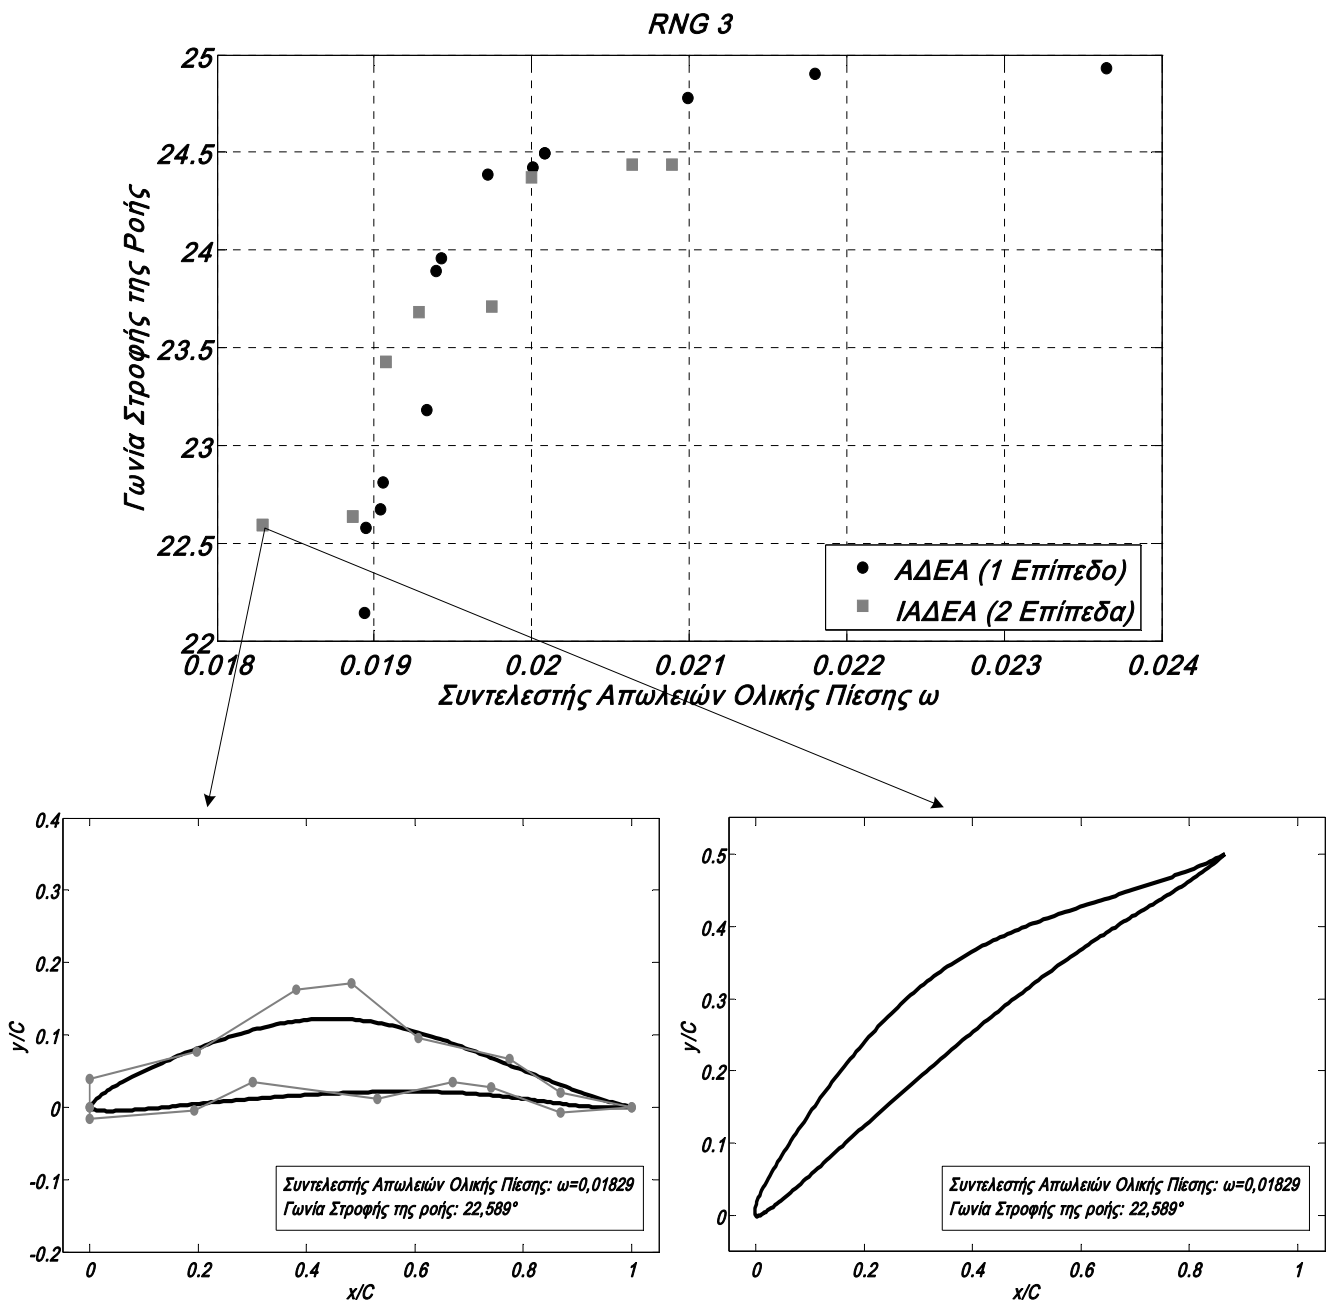 RNG 3
25
24.5
24
23.5
23
22.5
22
Γωνία Στροφής της Ροής
ΑΔΕΑ (1 Επίπεδο)
ΙΑΔΕΑ (2 Επίπεδα)
0.018 0.019 0.02 0.021 0.022 0.023 0.024
Συντελεστής Απωλειών Ολικής Πίεσης ω
0.4
0.3
0.2
0.1
0
-0.1
-0.2
y/C
Συντελεστής Απωλειών Ολικής Πίεσης: ω=0,01829
Γωνία Στροφής της ροής: 22,589°
0 0.2 0.4 0.6 0.8 1
x/C
0.5
0.4
0.3
0.2
0.1
0
y/C
Συντελεστής Απωλειών Ολικής Πίεσης: ω=0,01829
Γωνία Στροφής της ροής: 22,589°
0 0.2 0.4 0.6 0.8 1
x/C